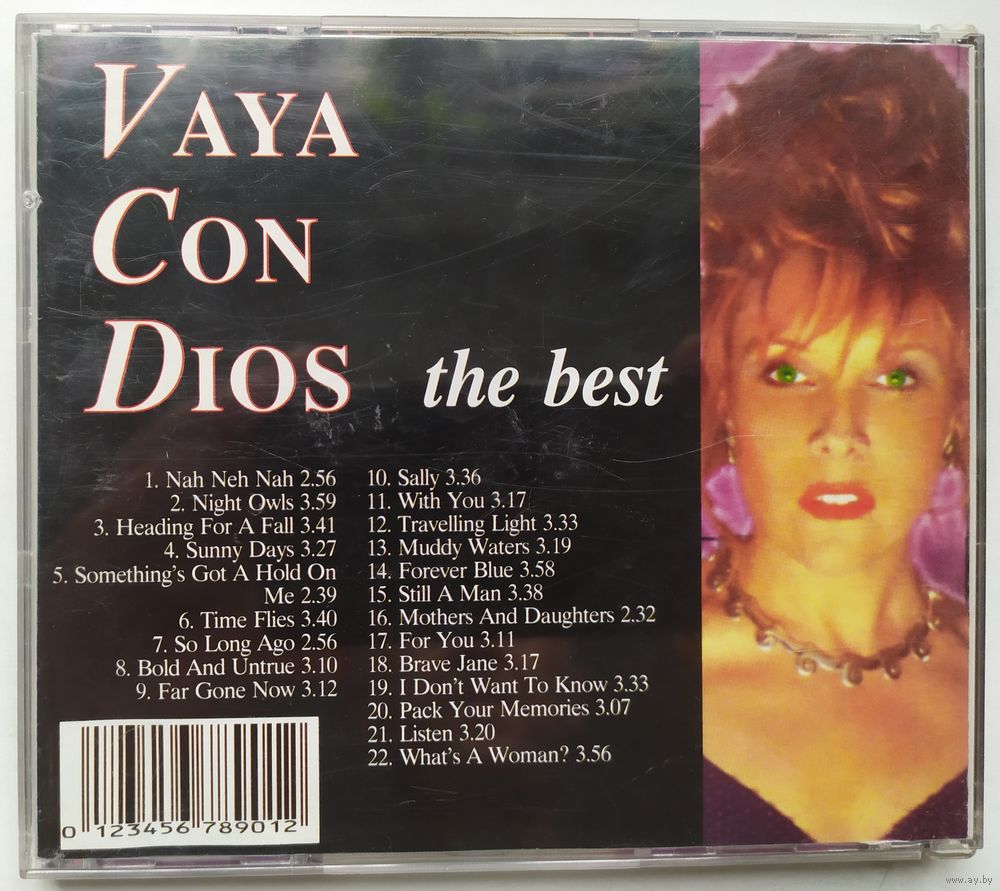 VAYA
CON
DIOS
the best
1. Nah Neh Nah 2.56
2. Night Owls 3.59
3. Heading For A Fall 3.41
4. Sunny Days 3.27
5. Something's Got A Hold On
Me 2.39
6. Time Flies 3.40
7. So Long Ago 2.56
8. Bold And Untrue 3.10
9. Far Gone Now 3.12
10. Sally 3.36
11. With You 3.17
12. Travelling Light 3.33
13. Muddy Waters 3.19
14. Forever Blue 3.58
15. Still A Man 3.38
16. Mothers And Daughters 2.32
17. For You 3.11
18. Brave Jane 3.17
19. I Don't Want To Know 3.33
20. Pack Your Memories 3.07
21. Listen 3.20
22. What's A Woman? 3.56
0 123456 789012
www.ay.by